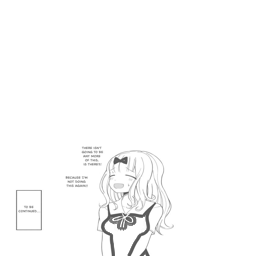 THERE ISN'T
GOING TO BE
ANY MORE
OF THIS,
IS THERE?
BECAUSE I'M
NOT DOING
THIS AGAIN!!
TO BE
CONTINUED...